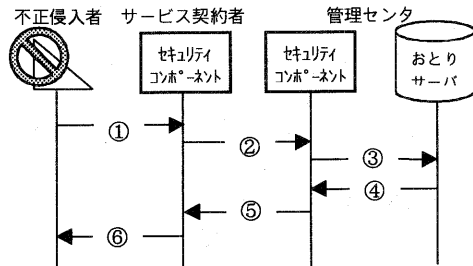 不正侵入者 サービス契約者 管理センタ
セキュリティ
コンポーネント
セキュリティ
コンポーネント
おとり
サーバ
①
②
③
④
⑤
⑥